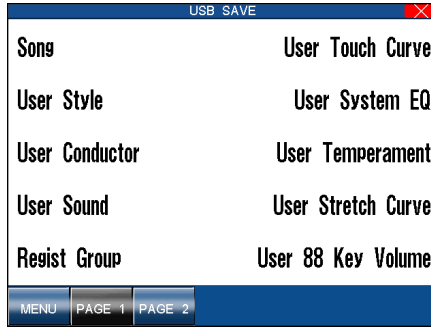 USB SAVE
Song
User Touch Curve
User Style
User System EQ
User Conductor
User Temperament
User Sound
User Stretch Curve
Regist Group
User 88 Key Volume
MENU
PAGE 1
PAGE 2